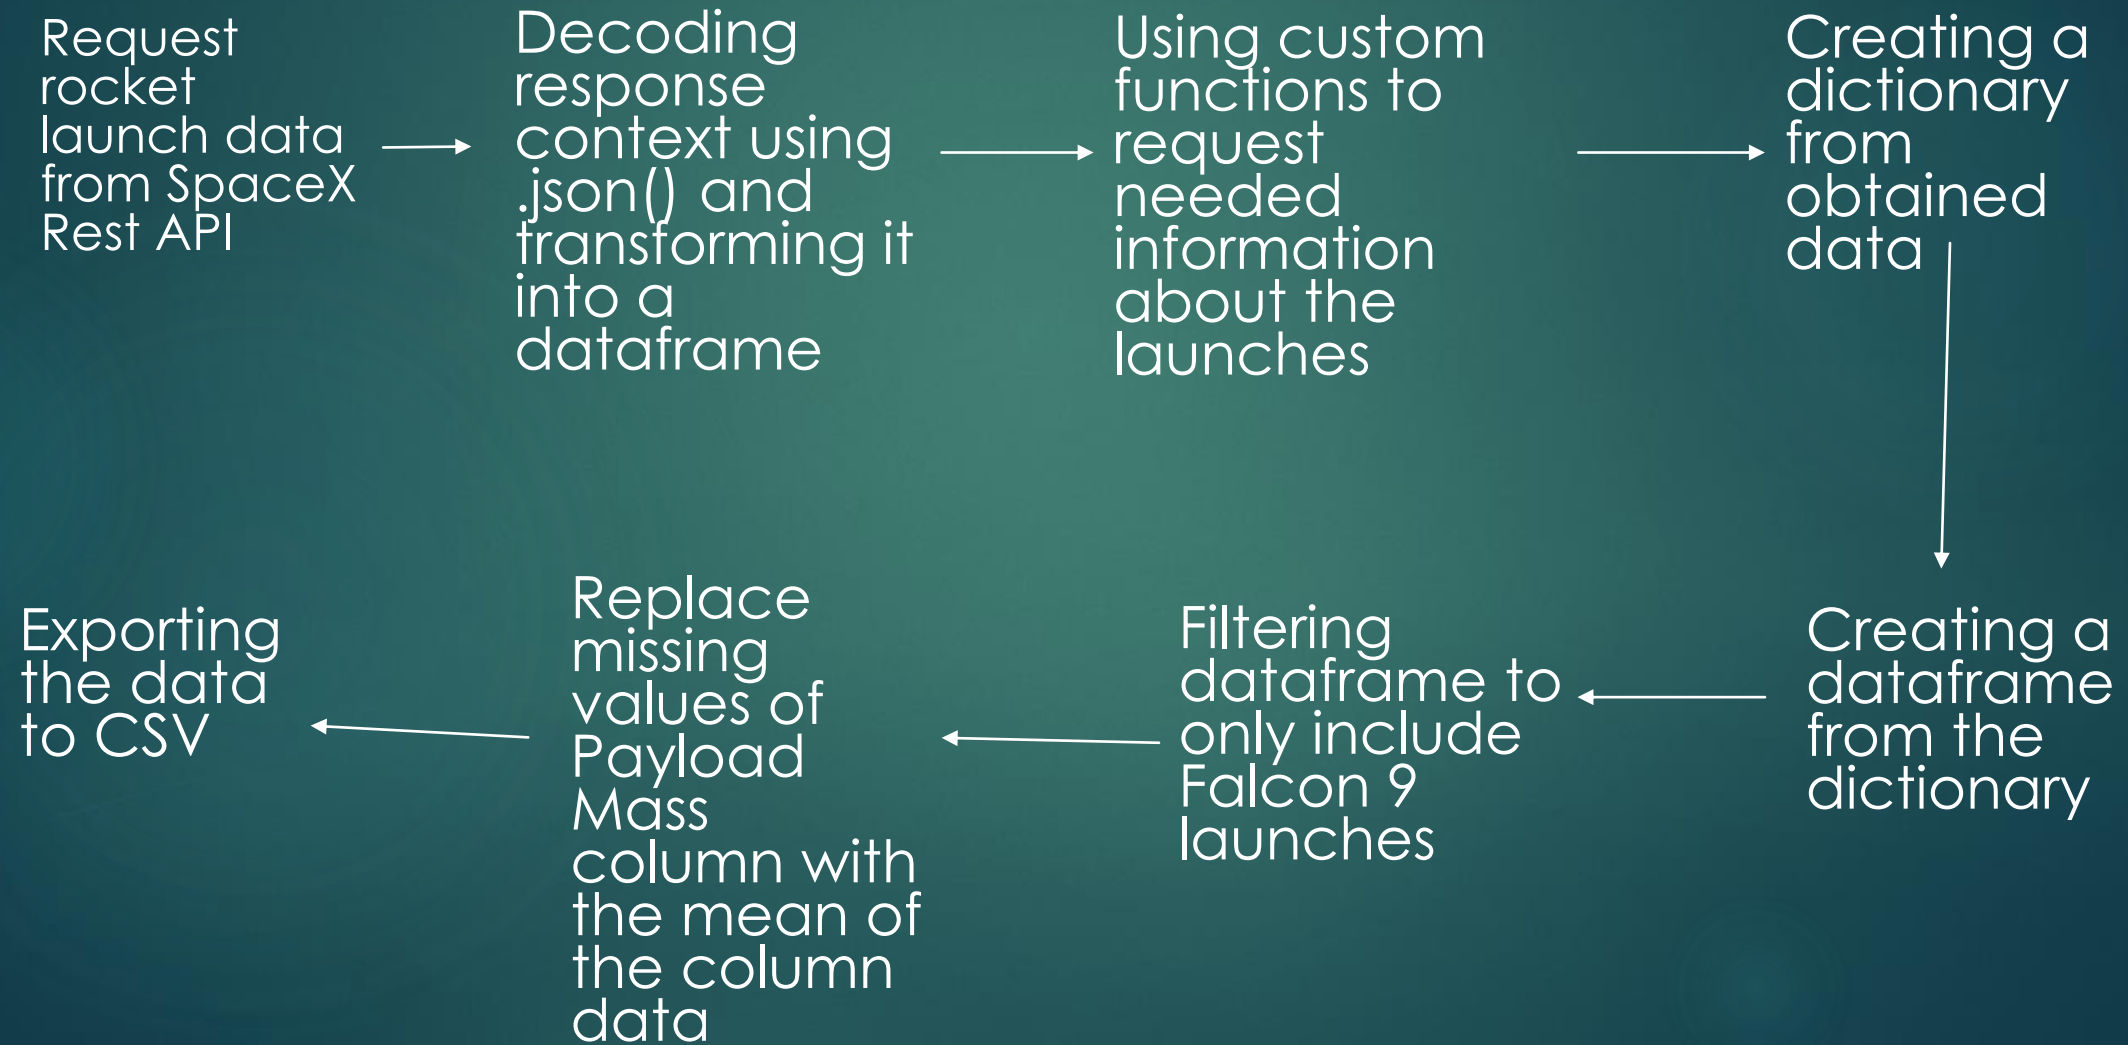 Request
rocket
launch data
from SpaceX
Rest API
Decoding
response
context using
.json() and
transforming it
into a
dataframe
Using custom
functions to
request
needed
information
about the
launches
Creating a
dictionary
from
obtained
data
Creating a
dataframe
from the
dictionary
Filtering
dataframe to
only include
Falcon 9
launches
Replace
missing
values of
Payload
Mass
column with
the mean of
the column
data
Exporting
the data
to CSV